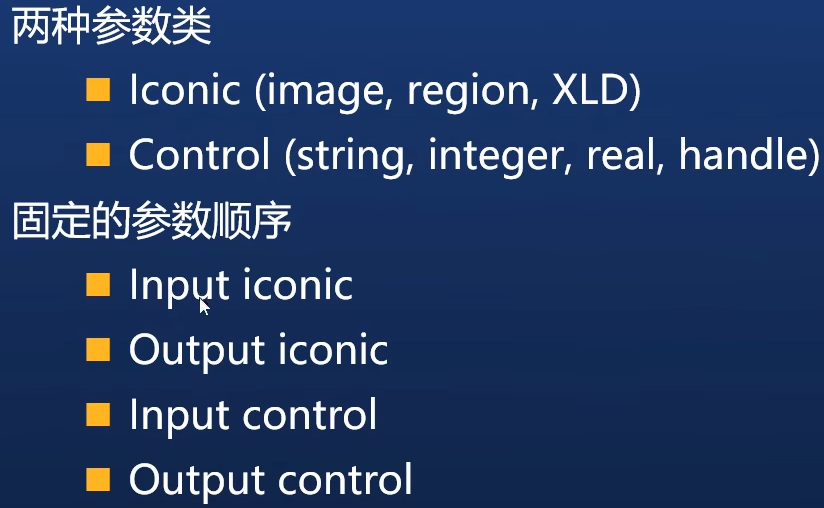 两种参数类
Iconic (image, region, XLD)
Control (string, integer, real, handle)
固定的参数顺序
Input iconic
Output iconic
Input control
Output control